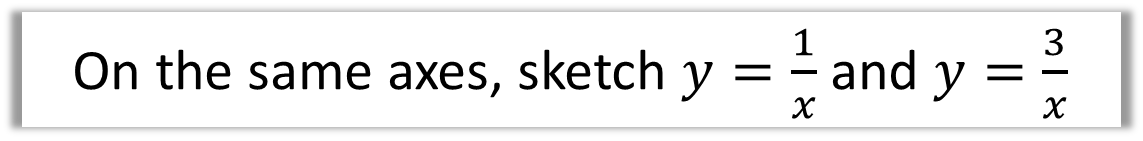 On the same axes, sketch y = 1/x and y = 3/x